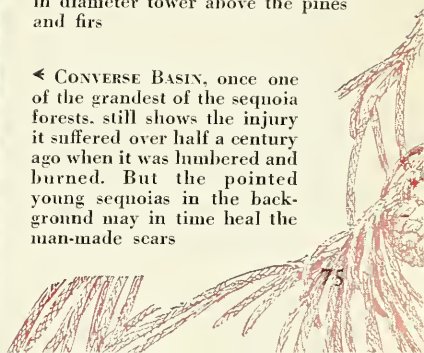 in diameter tower above the pines
and firs
< CONVERSE BASIN, once one
of the grandest of the sequoia
forests, still shows the injury
it suffered over half a century
ago when it was lumbered and
burned. But the pointed
young sequoias in the back-
ground may in time heal the
man-made scars
75